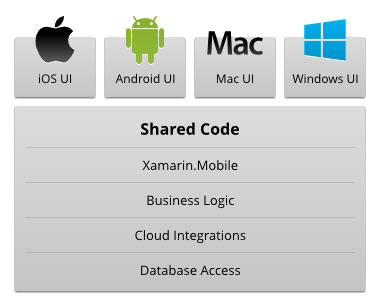 Mac
iOS UI
Android UI
Mac UI
Windows UI
Shared Code
Xamarin.Mobile
Business Logic
Cloud Integrations
Database Access